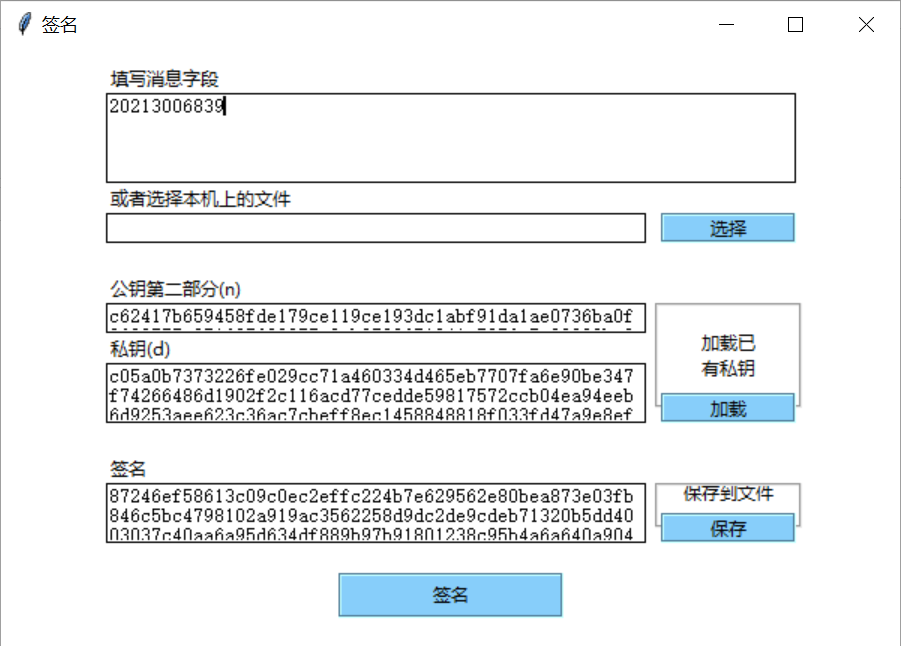 签名
填写消息字段
20213006839
或者选择本机上的文件
选择
公钥第二部分(n)
c62417b659458fde179ce119ce193dc1abf91da1ae0736ba0f
私钥(d)
加载已
有私钥
c05a0b7373226fe029cc71a460334d465eb7707fa6e90be347
f74266486d1902f2c116acd77cedde59817572ccb04ea94eeb
6d9253aee623c36ac7cbeff8ec1458848818f033fd47a9e8ef
加载
签名
保存到文件
87246ef58613c09c0ec2effc224b7e629562e80bea873e03fb
846c5bc4798102a919ac3562258d9dc2de9cdeb71320b5dd40
03037c40aa6a95d634df889b97b91801238c95b4a6a640a904
保存
签名